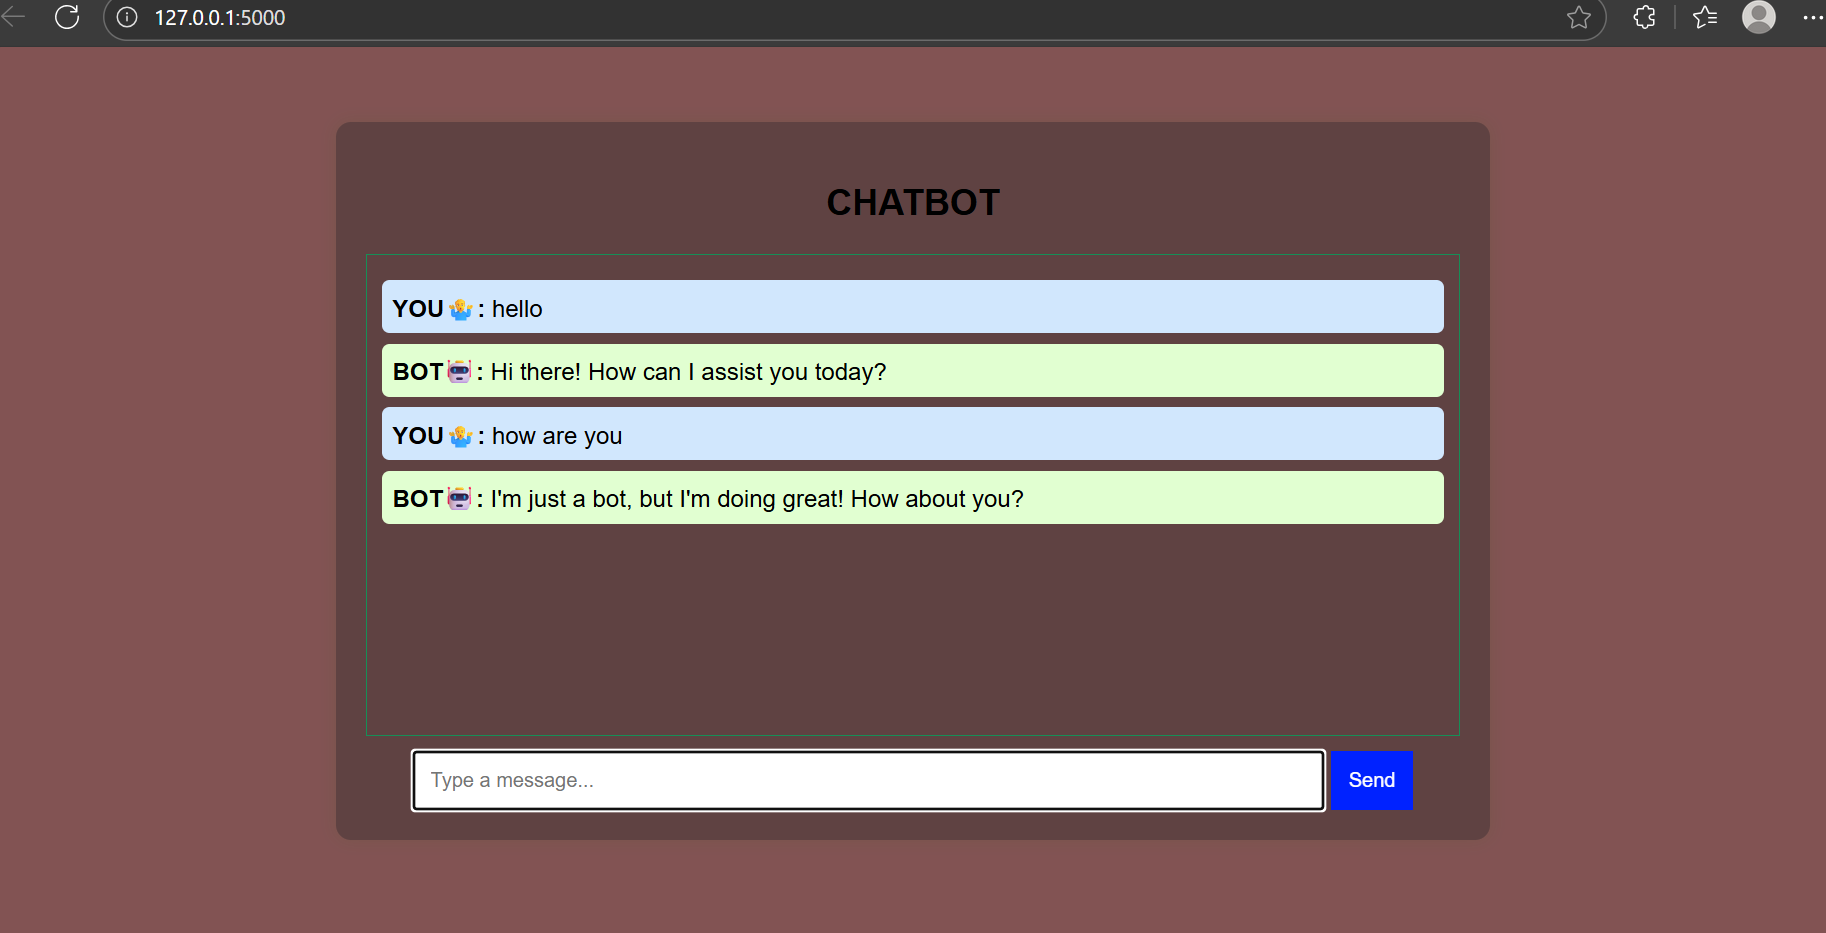 127.0.0.1:5000
CHATBOT
YOU🤷: hello
BOT🤖: Hi there! How can I assist you today?
YOU🤷: how are you
BOT🤖: I'm just a bot, but I'm doing great! How about you?
Type a message... Send